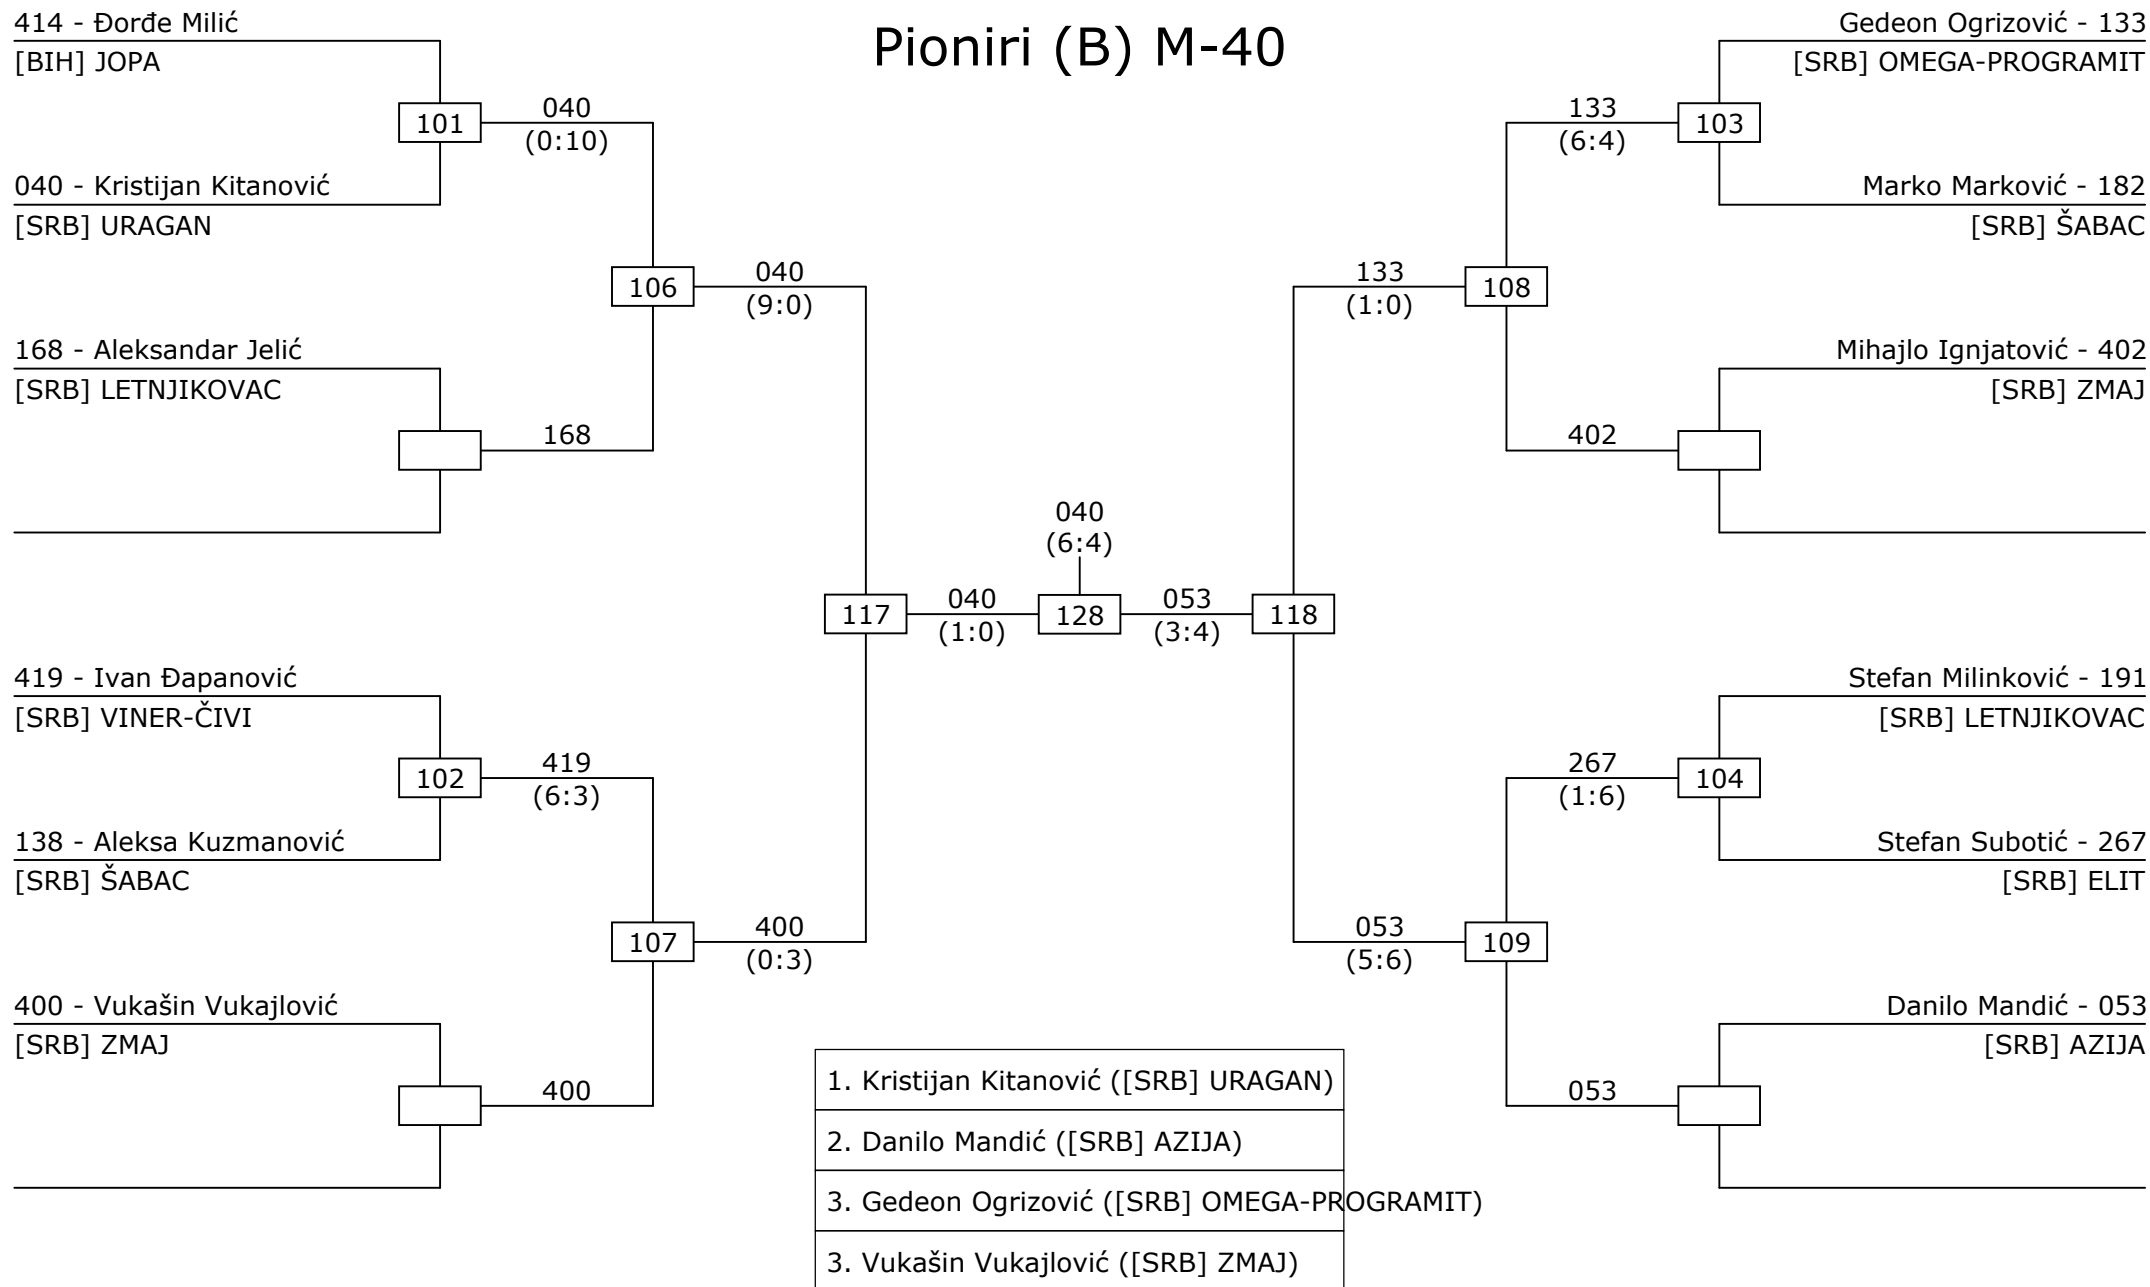 Pioniri (B) M-40
414 - Đorđe Milić
[BIH] JOPA
101
040
(0:10)
040 - Kristijan Kitanović
[SRB] URAGAN
106
040
(9:0)
168 - Aleksandar Jelić
[SRB] LETNJIKOVAC
168
117
040
(1:0)
419 - Ivan Đapanović
[SRB] VINER-ČIVI
102
419
(6:3)
138 - Aleksa Kuzmanović
[SRB] ŠABAC
107
400
(0:3)
400 - Vukašin Vukajlović
[SRB] ZMAJ
400
040
(6:4)
128
Gedeon Ogrizović - 133
[SRB] OMEGA-PROGRAMIT
133
(6:4)
103
Marko Marković - 182
[SRB] ŠABAC
133
(1:0)
108
Mihajlo Ignjatović - 402
[SRB] ZMAJ
402
053
(3:4)
118
Stefan Milinković - 191
[SRB] LETNJIKOVAC
267
(1:6)
104
Stefan Subotić - 267
[SRB] ELIT
053
(5:6)
109
Danilo Mandić - 053
[SRB] AZIJA
053
1. Kristijan Kitanović ([SRB] URAGAN)
2. Danilo Mandić ([SRB] AZIJA)
3. Gedeon Ogrizović ([SRB] OMEGA-PROGRAMIT)
3. Vukašin Vukajlović ([SRB] ZMAJ)